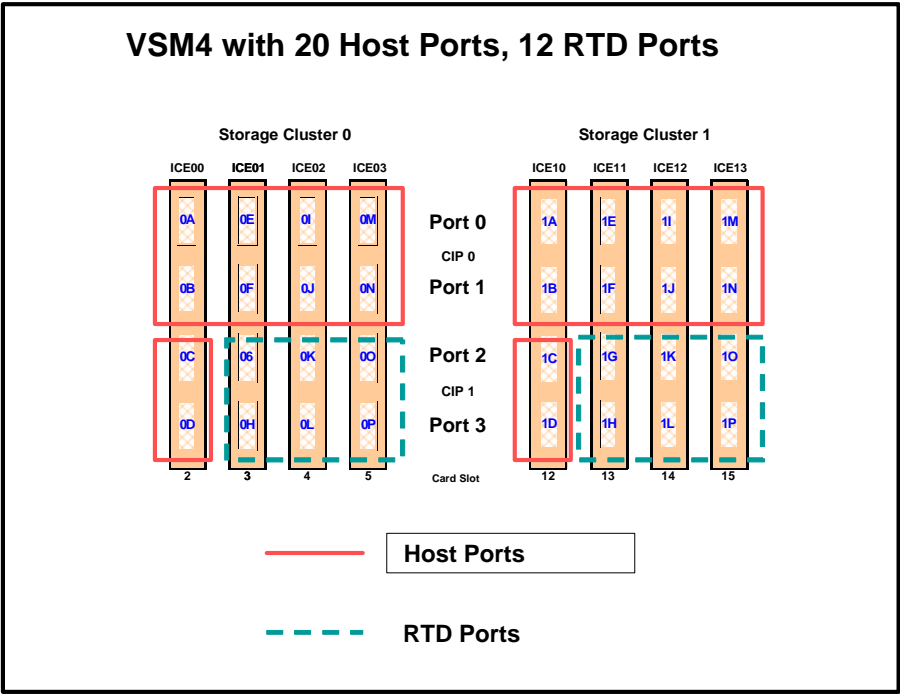 VSM4 with 20 Host Ports, 12 RTD Ports
Storage Cluster 0 Storage Cluster 1
ICE00 ICE01 ICE02 ICE03 ICE10 ICE11 ICE12 ICE13
0A 0E 0I 0M Port 0 1A 1E 1I 1M
CIP 0
0B 0F 0J 0N Port 1 1B 1F 1J 1N
0C 06 0K 0O Port 2 1C 1G 1K 1O
CIP 1
0D 0H 0L 0P Port 3 1D 1H 1L 1P
2 3 4 5 Card Slot 12 13 14 15
Host Ports
RTD Ports